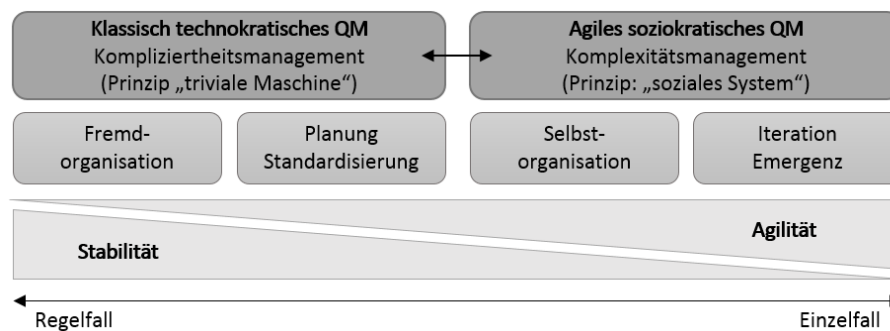 Klassisch technokratisches QM
Kompliziertheitsmanagement
(Prinzip „triviale Maschine“)
Agiles soziokratisches QM
Komplexitätsmanagement
(Prinzip: „soziales System“)
Fremd-
organisation
Planung
Standardisierung
Selbst-
organisation
Iteration
Emergenz
Agilität
Stabilität
Regelfall
Einzelfall